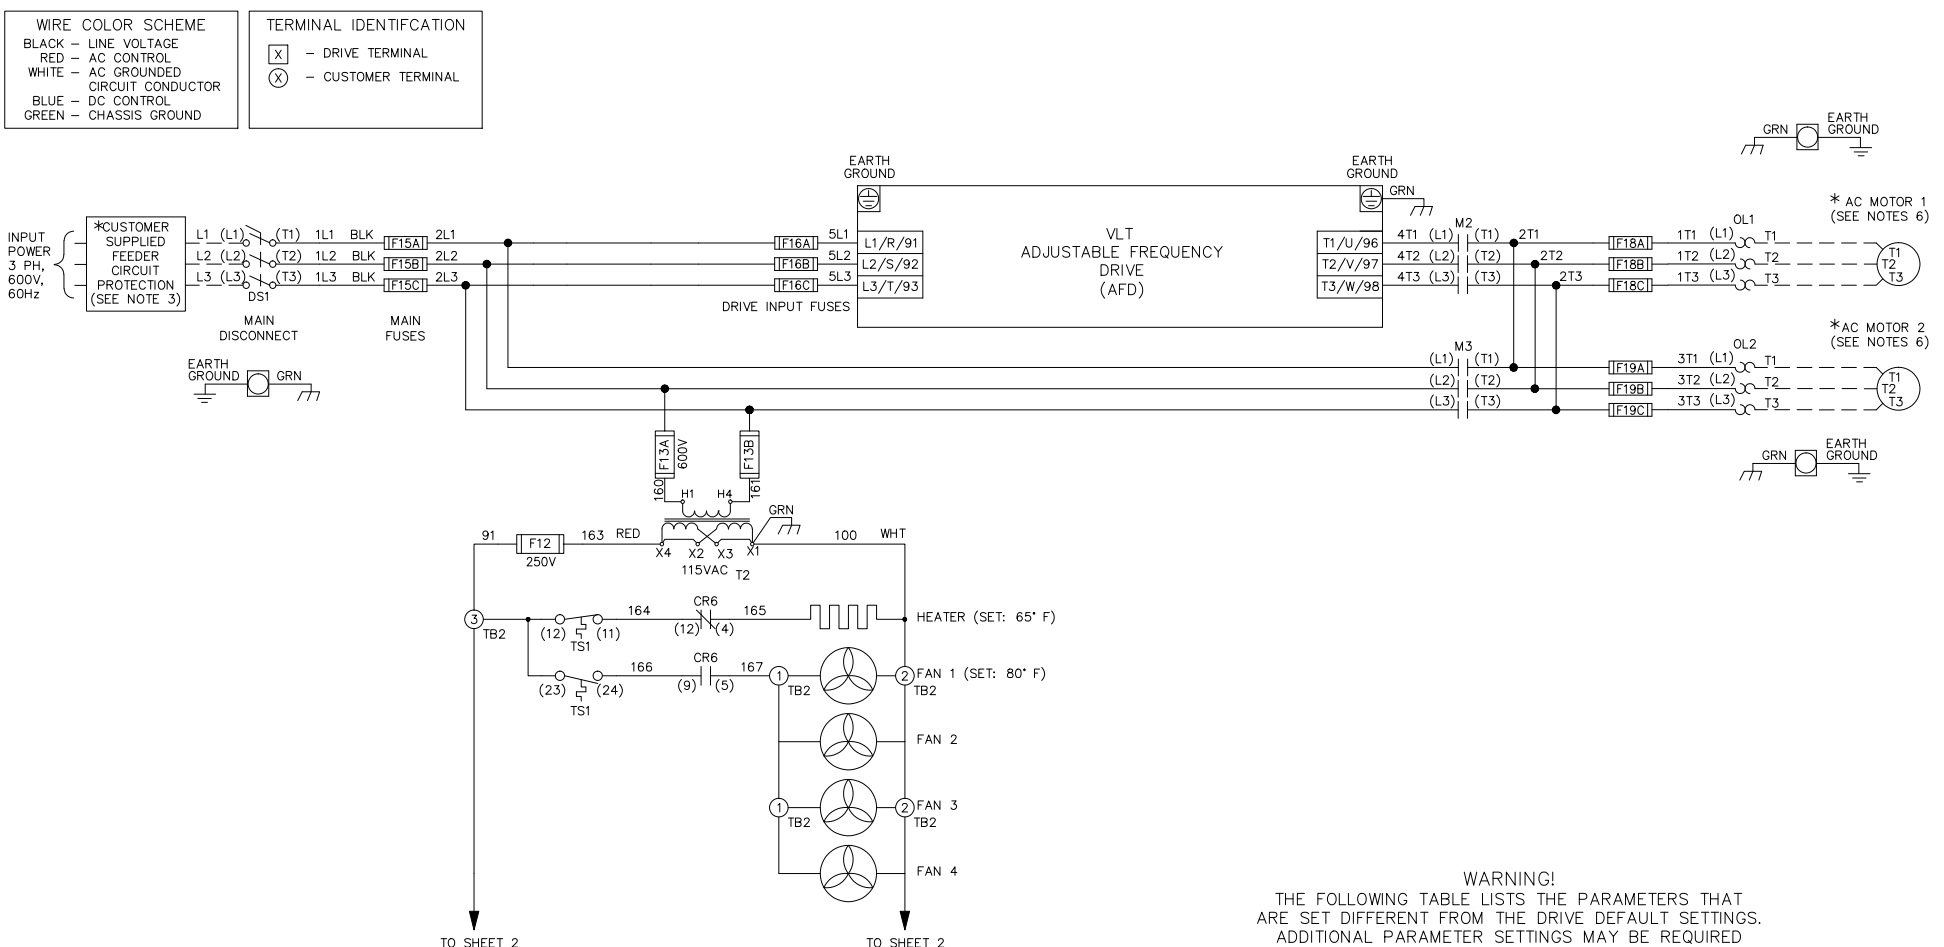 WIRE COLOR SCHEME
BLACK – LINE VOLTAGE
RED – AC CONTROL
WHITE – AC GROUNDED
CIRCUIT CONDUCTOR
BLUE – DC CONTROL
GREEN – CHASSIS GROUND
TERMINAL IDENTIFCATION
X – DRIVE TERMINAL
X – CUSTOMER TERMINAL
GRN
EARTH
GROUND
INPUT
POWER
3 PH,
600V,
60Hz
*CUSTOMER
SUPPLIED
FEEDER
CIRCUIT
PROTECTION
(SEE NOTE 3)
L1 (L1) (T1) 1L1 BLK F15A 2L1
L2 (L2) (T2) 1L2 BLK F15B 2L2
L3 (L3) (T3) 1L3 BLK F15C 2L3
DS1
MAIN
DISCONNECT
MAIN
FUSES
EARTH
GROUND
GRN
F16A 5L1
F16B 5L2
F16C 5L3
DRIVE INPUT FUSES
EARTH
GROUND
L1/R/91
L2/S/92
L3/T/93
VLT
ADJUSTABLE FREQUENCY
DRIVE
(AFD)
EARTH
GROUND
GRN
T1/U/96
T2/V/97
T3/W/98
M2
4T1 (L1) (T1) 2T1 F18A 1T1 (L1) T1
4T2 (L2) (T2) 2T2 F18B 1T2 (L2) T2
4T3 (L3) (T3) 2T3 F18C 1T3 (L3) T3
OL1
* AC MOTOR 1
(SEE NOTES 6)
T1
T2
T3
M3
(L1) (T1) F19A 3T1 (L1) T1
(L2) (T2) F19B 3T2 (L2) T2
(L3) (T3) F19C 3T3 (L3) T3
OL2
*AC MOTOR 2
(SEE NOTES 6)
T1
T2
T3
GRN
EARTH
GROUND
F13A
600V
F13B
160
161
H1 H4
GRN
91 F12 163 RED
250V
X4 X2 X3 X1
115VAC T2
100 WHT
3
TB2
(12) (11)
TS1
164
CR6
(12) (4)
165
HEATER (SET: 65° F)
(23) (24)
TS1
166
CR6
(9) (5)
167
1
TB2
2
TB2
FAN 1 (SET: 80° F)
FAN 2
1
TB2
2
TB2
FAN 3
FAN 4
TO SHEET 2
TO SHEET 2
WARNING!
THE FOLLOWING TABLE LISTS THE PARAMETERS THAT
ARE SET DIFFERENT FROM THE DRIVE DEFAULT SETTINGS.
ADDITIONAL PARAMETER SETTINGS MAY BE REQUIRED